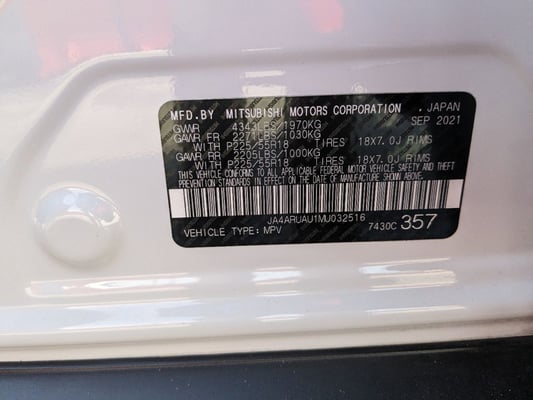 MFD.BY MITSUBISHI MOTORS CORPORATION . JAPAN
SEP 2021
GVWR 4343LBS/1970KG
GAWR FR 2271LBS/1030KG
WITH P225/55R18 TIRES 18X7.0J RIMS
GAWR RR 2205LBS/1000KG
WITH P225/55R18 TIRES 18X7.0J RIMS
THIS VEHICLE CONFORMS TO ALL APPLICABLE FEDERAL MOTOR VEHICLE SAFETY AND THEFT
PREVENTION STANDARDS IN EFFECT ON THE DATE OF MANUFACTURE SHOWN ABOVE.
JA4ARUAU1MU032516
VEHICLE TYPE: MPV 7430C 357